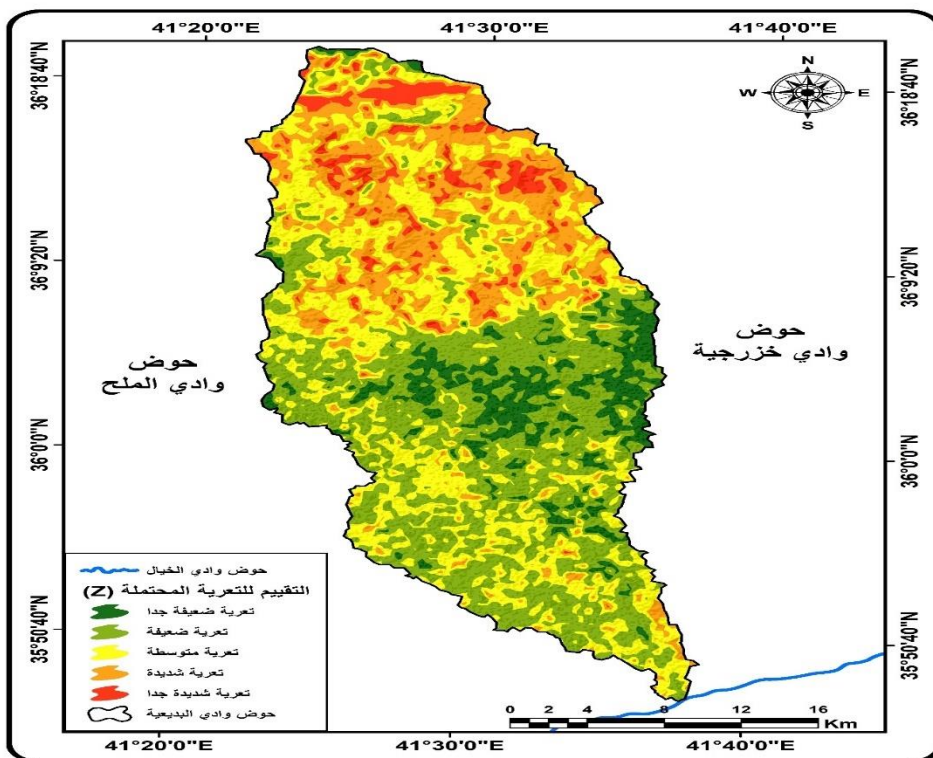 41°20'0"E
41°30'0"E
41°40'0"E
36°18'40"N
36°18'40"N
N
W
E
S
36°9'20"N
36°9'20"N
حوض
وادي خزرجية
حوض
وادي الملح
36°0'0"N
36°0'0"N
35°50'40"N
35°50'40"N
حوض وادي الخيال
التقييم للتعرية المحتملة (Z)
تعرية ضعيفة جدا
تعرية ضعيفة
تعرية متوسطة
تعرية شديدة
تعرية شديدة جدا
حوض وادي البديعية
0 2 4 8 12 16
Km
41°20'0"E
41°30'0"E
41°40'0"E